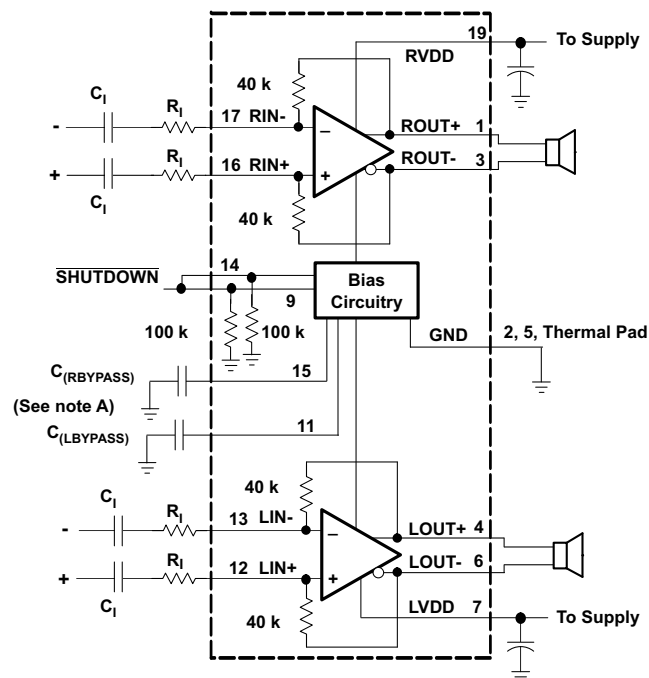 19
To Supply
RVDD
40 k
C_I
R_I
17 RIN-
-
−
ROUT+ 1
+
R_I
16 RIN+
+
ROUT- 3
C_I
40 k
SHUTDOWN
14
9
Bias
Circuitry
100 k
100 k
GND
2, 5, Thermal Pad
C(RBYPASS)
15
(See note A)
C(LBYPASS)
11
40 k
C_I
R_I
13 LIN-
-
−
LOUT+ 4
R_I
12 LIN+
+
+
LOUT- 6
C_I
40 k
LVDD 7
To Supply